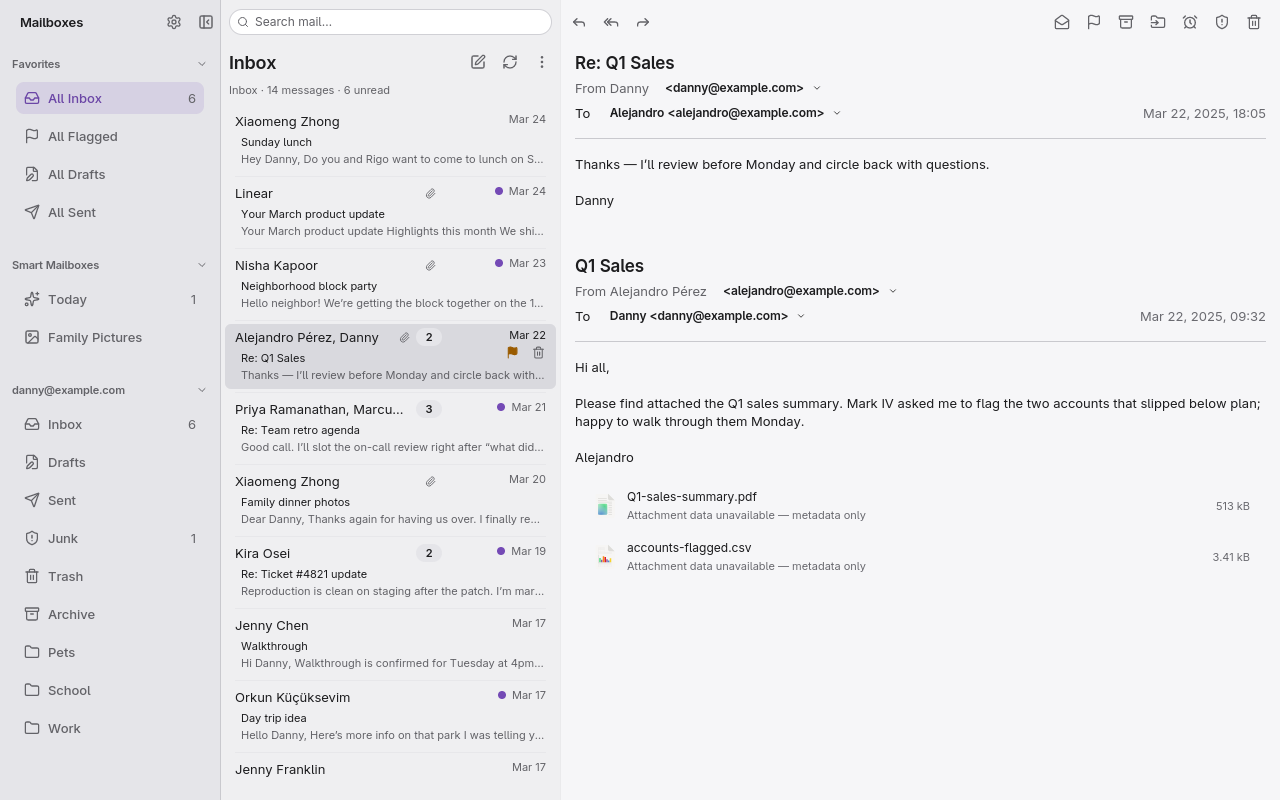 Mailboxes
Favorites
All Inbox 6
All Flagged
All Drafts
All Sent
Smart Mailboxes
Today 1
Family Pictures
danny@example.com
Inbox 6
Drafts
Sent
Junk 1
Trash
Archive
Pets
School
Work
Search mail...
Inbox
Inbox · 14 messages · 6 unread
Xiaomeng Zhong Mar 24
Sunday lunch
Hey Danny, Do you and Rigo want to come to lunch on S...
Linear Mar 24
Your March product update
Your March product update Highlights this month We shi...
Nisha Kapoor Mar 23
Neighborhood block party
Hello neighbor! We’re getting the block together on the 1...
Alejandro Pérez, Danny 2 Mar 22
Re: Q1 Sales
Thanks — I’ll review before Monday and circle back with...
Priya Ramanathan, Marcu... 3 Mar 21
Re: Team retro agenda
Good call. I’ll slot the on-call review right after “what did...
Xiaomeng Zhong Mar 20
Family dinner photos
Dear Danny, Thanks again for having us over. I finally re...
Kira Osei 2 Mar 19
Re: Ticket #4821 update
Reproduction is clean on staging after the patch. I’m mar...
Jenny Chen Mar 17
Walkthrough
Hi Danny, Walkthrough is confirmed for Tuesday at 4pm...
Orkun Küçüksevim Mar 17
Day trip idea
Hello Danny, Here’s more info on that park I was telling y...
Jenny Franklin Mar 17
Re: Q1 Sales
From Danny <danny@example.com>
To Alejandro <alejandro@example.com> Mar 22, 2025, 18:05
Thanks — I’ll review before Monday and circle back with questions.
Danny
Q1 Sales
From Alejandro Pérez <alejandro@example.com>
To Danny <danny@example.com> Mar 22, 2025, 09:32
Hi all,
Please find attached the Q1 sales summary. Mark IV asked me to flag the two accounts that slipped below plan;
happy to walk through them Monday.
Alejandro
Q1-sales-summary.pdf
Attachment data unavailable — metadata only 513 kB
accounts-flagged.csv
Attachment data unavailable — metadata only 3.41 kB